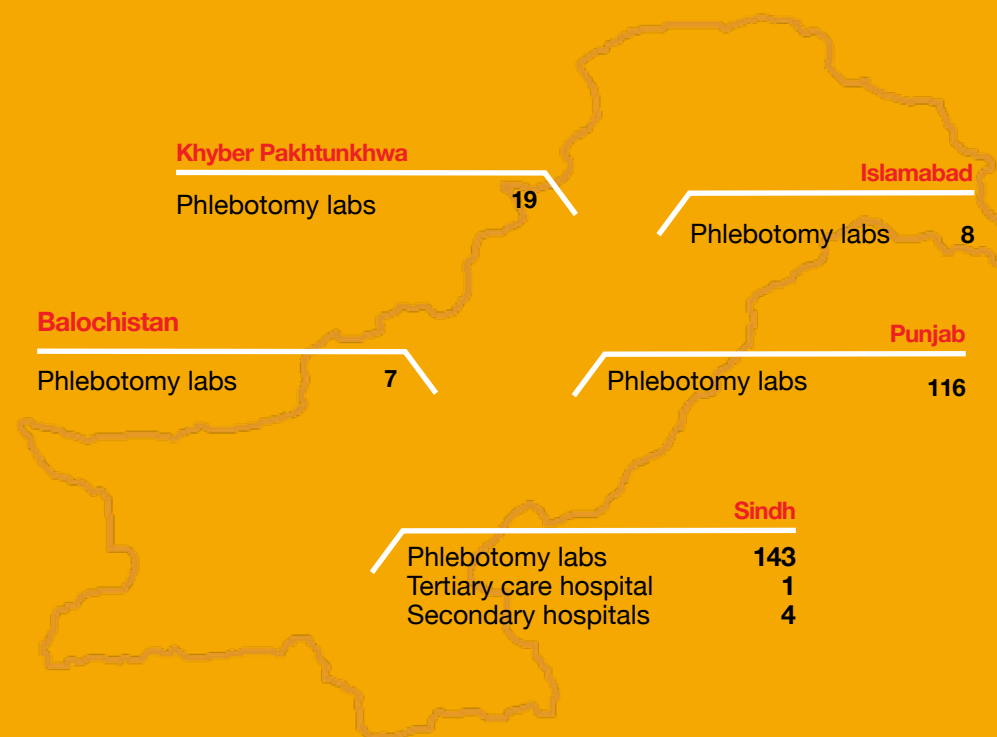 Khyber Pakhtunkhwa
Phlebotomy labs 19
Islamabad
Phlebotomy labs 8
Balochistan
Phlebotomy labs 7
Punjab
Phlebotomy labs 116
Sindh
Phlebotomy labs 143
Tertiary care hospital 1
Secondary hospitals 4